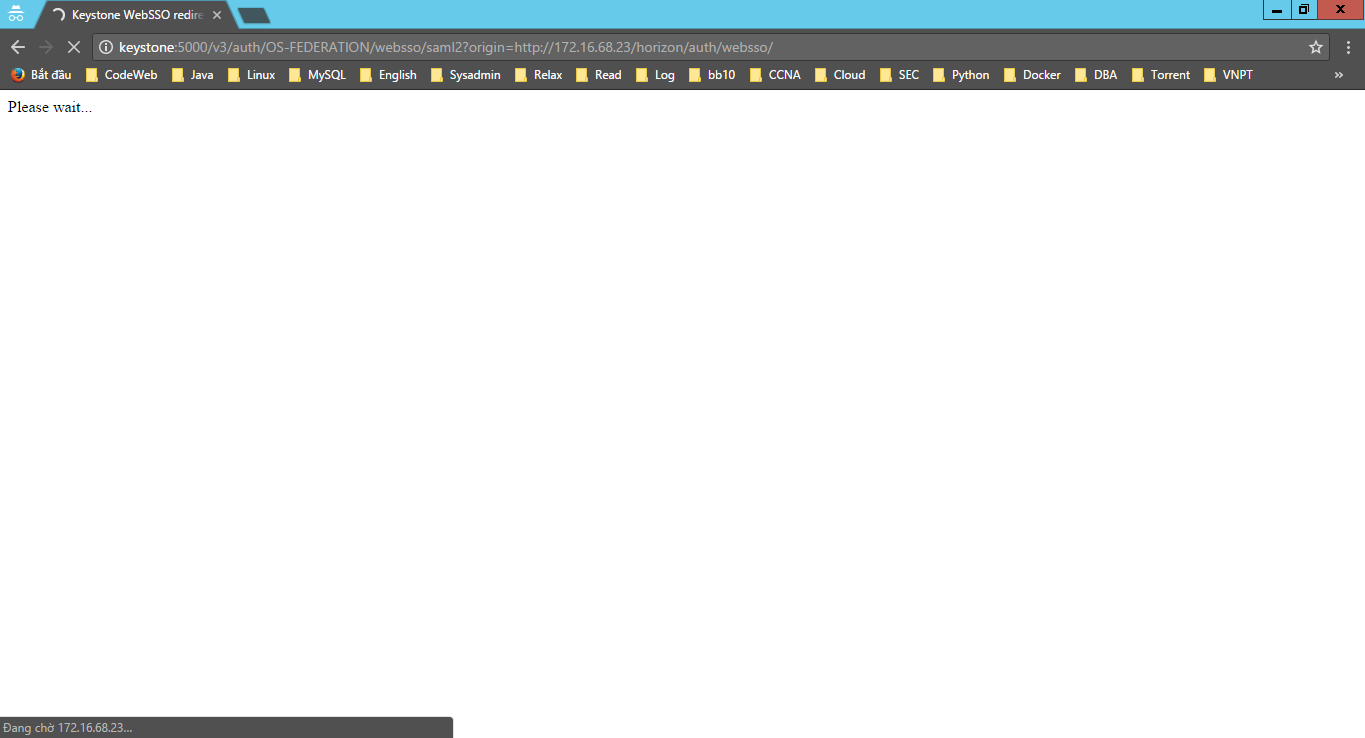 Keystone WebSSO redire
keystone:5000/v3/auth/OS-FEDERATION/websso/saml2?origin=http://172.16.68.23/horizon/auth/websso/
Bắt đầu CodeWeb Java Linux MySQL English Sysadmin Relax Read Log bb10 CCNA Cloud SEC Python Docker DBA Torrent VNPT »
Please wait...
Đang chờ 172.16.68.23...